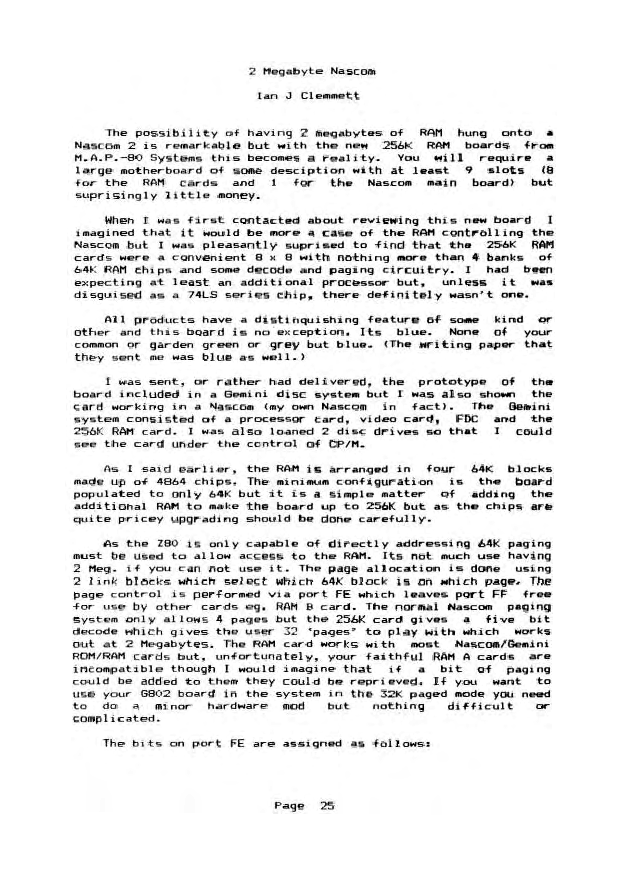 2 Megabyte Nascom
Ian J Clemmett
The possibility of having 2 megabytes of RAM hung onto a
Nascom 2 is remarkable but with the new 256K RAM boards from
M.A.P.-80 Systems this becomes a reality. You will require a
large motherboard of some desciption with at least 9 slots (8
for the RAM cards and 1 for the Nascom main board) but
suprisingly little money.
When I was first contacted about reviewing this new board I
imagined that it would be more a case of the RAM controlling the
Nascom but I was pleasantly suprised to find that the 256K RAM
cards were a convenient 8 x 8 with nothing more than 4 banks of
64K RAM chips and some decode and paging circuitry. I had been
expecting at least an additional processor but, unless it was
disguised as a 74LS series chip, there definitely wasn't one.
All products have a distinquishing feature of some kind or
other and this board is no exception. Its blue. None of your
common or garden green or grey but blue. (The writing paper that
they sent me was blue as well.)
I was sent, or rather had delivered, the prototype of the
board included in a Gemini disc system but I was also shown the
card working in a Nascom (my own Nascom in fact). The Gemini
system consisted of a processor card, video card, FDC and the
256K RAM card. I was also loaned 2 disc drives so that I could
see the card under the control of CP/M.
As I said earlier, the RAM is arranged in four 64K blocks
made up of 4864 chips. The minimum configuration is the board
populated to only 64K but it is a simple matter of adding the
additional RAM to make the board up to 256K but as the chips are
quite pricey upgrading should be done carefully.
As the Z80 is only capable of directly addressing 64K paging
must be used to allow access to the RAM. Its not much use having
2 Meg. if you can not use it. The page allocation is done using
2 link blocks which select which 64K block is on which page. The
page control is performed via port FE which leaves port FF free
for use by other cards eg. RAM B card. The normal Nascom paging
system only allows 4 pages but the 256K card gives a five bit
decode which gives the user 32 'pages' to play with which works
out at 2 Megabytes. The RAM card works with most Nascom/Gemini
ROM/RAM cards but, unfortunately, your faithful RAM A cards are
incompatible though I would imagine that if a bit of paging
could be added to them they could be reprieved. If you want to
use your G802 board in the system in the 32K paged mode you need
to do a minor hardware mod but nothing difficult or
complicated.
The bits on port FE are assigned as follows:
Page 25